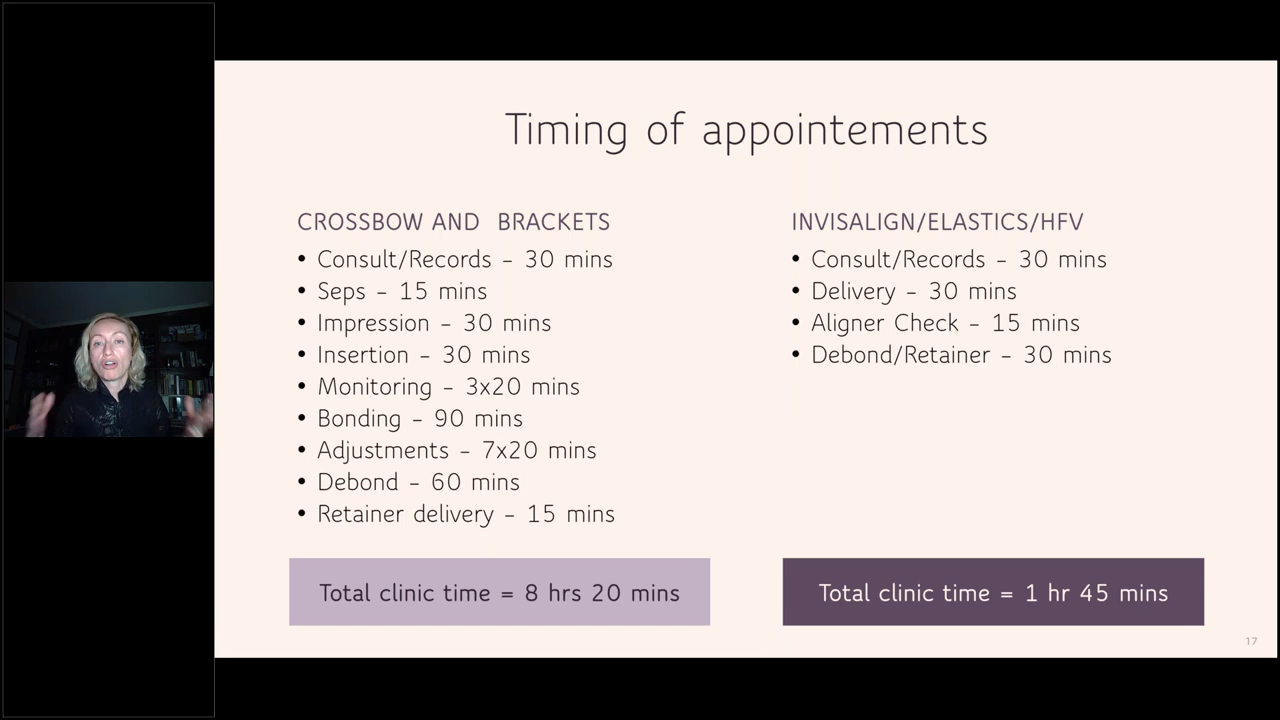 Timing of appointements
CROSSBOW AND BRACKETS
• Consult/Records – 30 mins
• Seps – 15 mins
• Impression – 30 mins
• Insertion – 30 mins
• Monitoring – 3x20 mins
• Bonding – 90 mins
• Adjustments – 7x20 mins
• Debond – 60 mins
• Retainer delivery – 15 mins
Total clinic time = 8 hrs 20 mins
INVISALIGN/ELASTICS/HFV
• Consult/Records – 30 mins
• Delivery – 30 mins
• Aligner Check – 15 mins
• Debond/Retainer – 30 mins
Total clinic time = 1 hr 45 mins
17